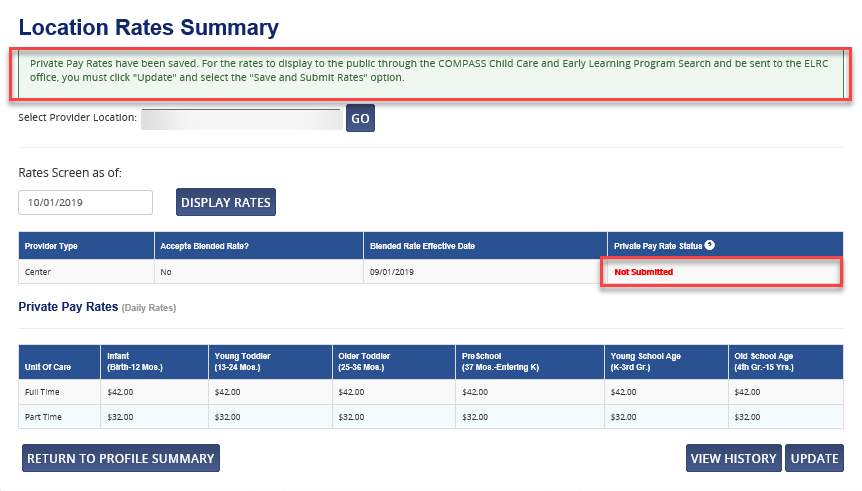 Location Rates Summary
Private Pay Rates have been saved. For the rates to display to the public through the COMPASS Child Care and Early Learning Program Search and be sent to the ELRC
office, you must click "Update" and select the "Save and Submit Rates" option.
Select Provider Location: GO
Rates Screen as of:
10/01/2019 DISPLAY RATES
Provider Type Accepts Blended Rate? Blended Rate Effective Date Private Pay Rate Status ?
Center No 09/01/2019 Not Submitted
Private Pay Rates (Daily Rates)
Unit Of Care Infant (Birth-12 Mos.) Young Toddler (13-24 Mos.) Older Toddler (25-36 Mos.) PreSchool (37 Mos.-Entering K) Young School Age (K-3rd Gr.) Old School Age (4th Gr.-15 Yrs.)
Full Time $42.00 $42.00 $42.00 $42.00 $42.00 $42.00
Part Time $32.00 $32.00 $32.00 $32.00 $32.00 $32.00
RETURN TO PROFILE SUMMARY VIEW HISTORY UPDATE